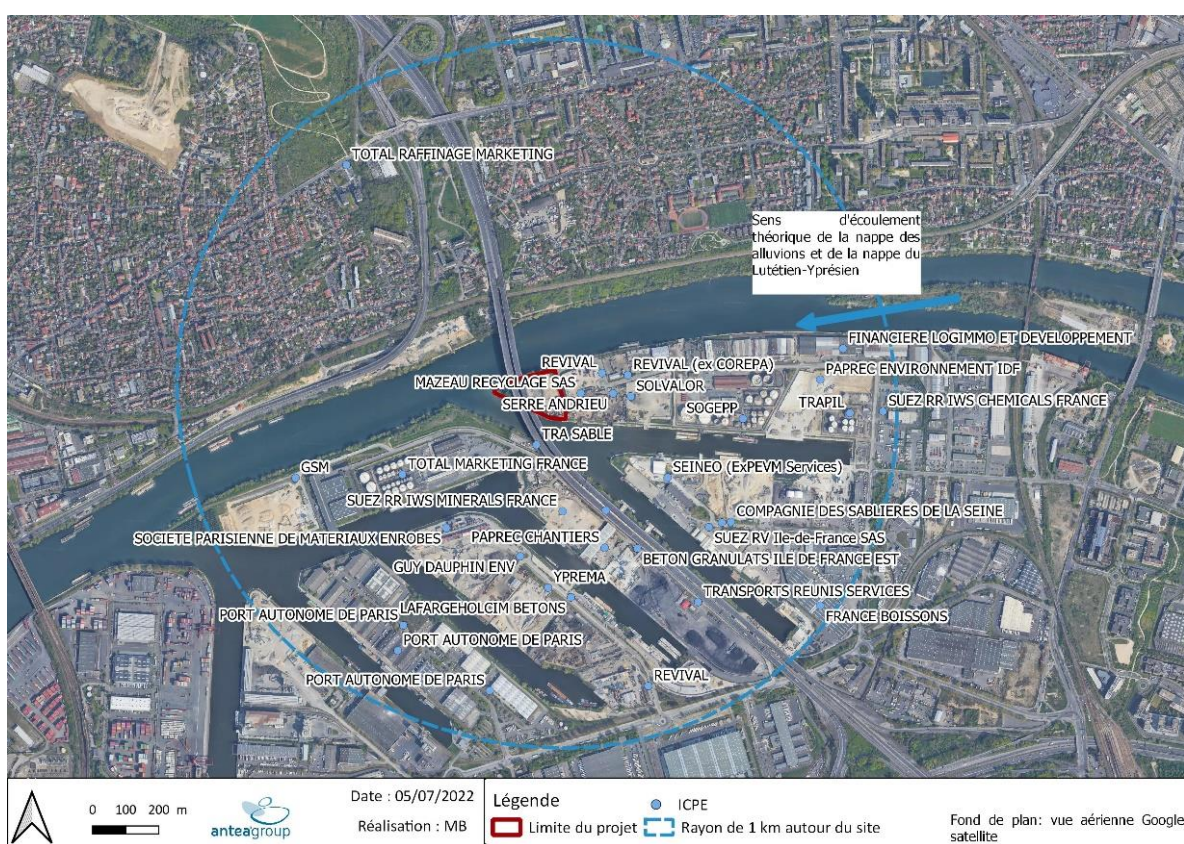 TOTAL RAFFINAGE MARKETING
Sens d'écoulement
théorique de la nappe des
alluvions et de la nappe du
Lutétien-Yprésien
FINANCIERE LOGIMMO ET DEVELOPPEMENT
REVIVAL
REVIVAL (ex COREPA)
PAPREC ENVIRONNEMENT IDF
MAZEAU RECYCLAGE SAS
SOLVALOR
SERRE ANDRIEU
SOGEPP
TRAPIL
SUEZ RR IWS CHEMICALS FRANCE
TRA SABLE
GSM
TOTAL MARKETING FRANCE
SEINEO (ExPEVM Services)
SUEZ RR IWS MINERALS FRANCE
COMPAGNIE DES SABLIERES DE LA SEINE
SOCIETE PARISIENNE DE MATERIAUX ENROBES
PAPREC CHANTIERS
SUEZ RV Ile-de-France SAS
BETON GRANULATS ILE DE FRANCE EST
GUY DAUPHIN ENV
YPREMA
TRANSPORTS REUNIS SERVICES
PORT AUTONOME DE PARIS
LAFARGEHOLCIM BETONS
FRANCE BOISSONS
PORT AUTONOME DE PARIS
PORT AUTONOME DE PARIS
REVIVAL
0 100 200 m
anteagroup
Date : 05/07/2022
Réalisation : MB
Légende
Limite du projet
ICPE
Rayon de 1 km autour du site
Fond de plan: vue aérienne Google
satellite